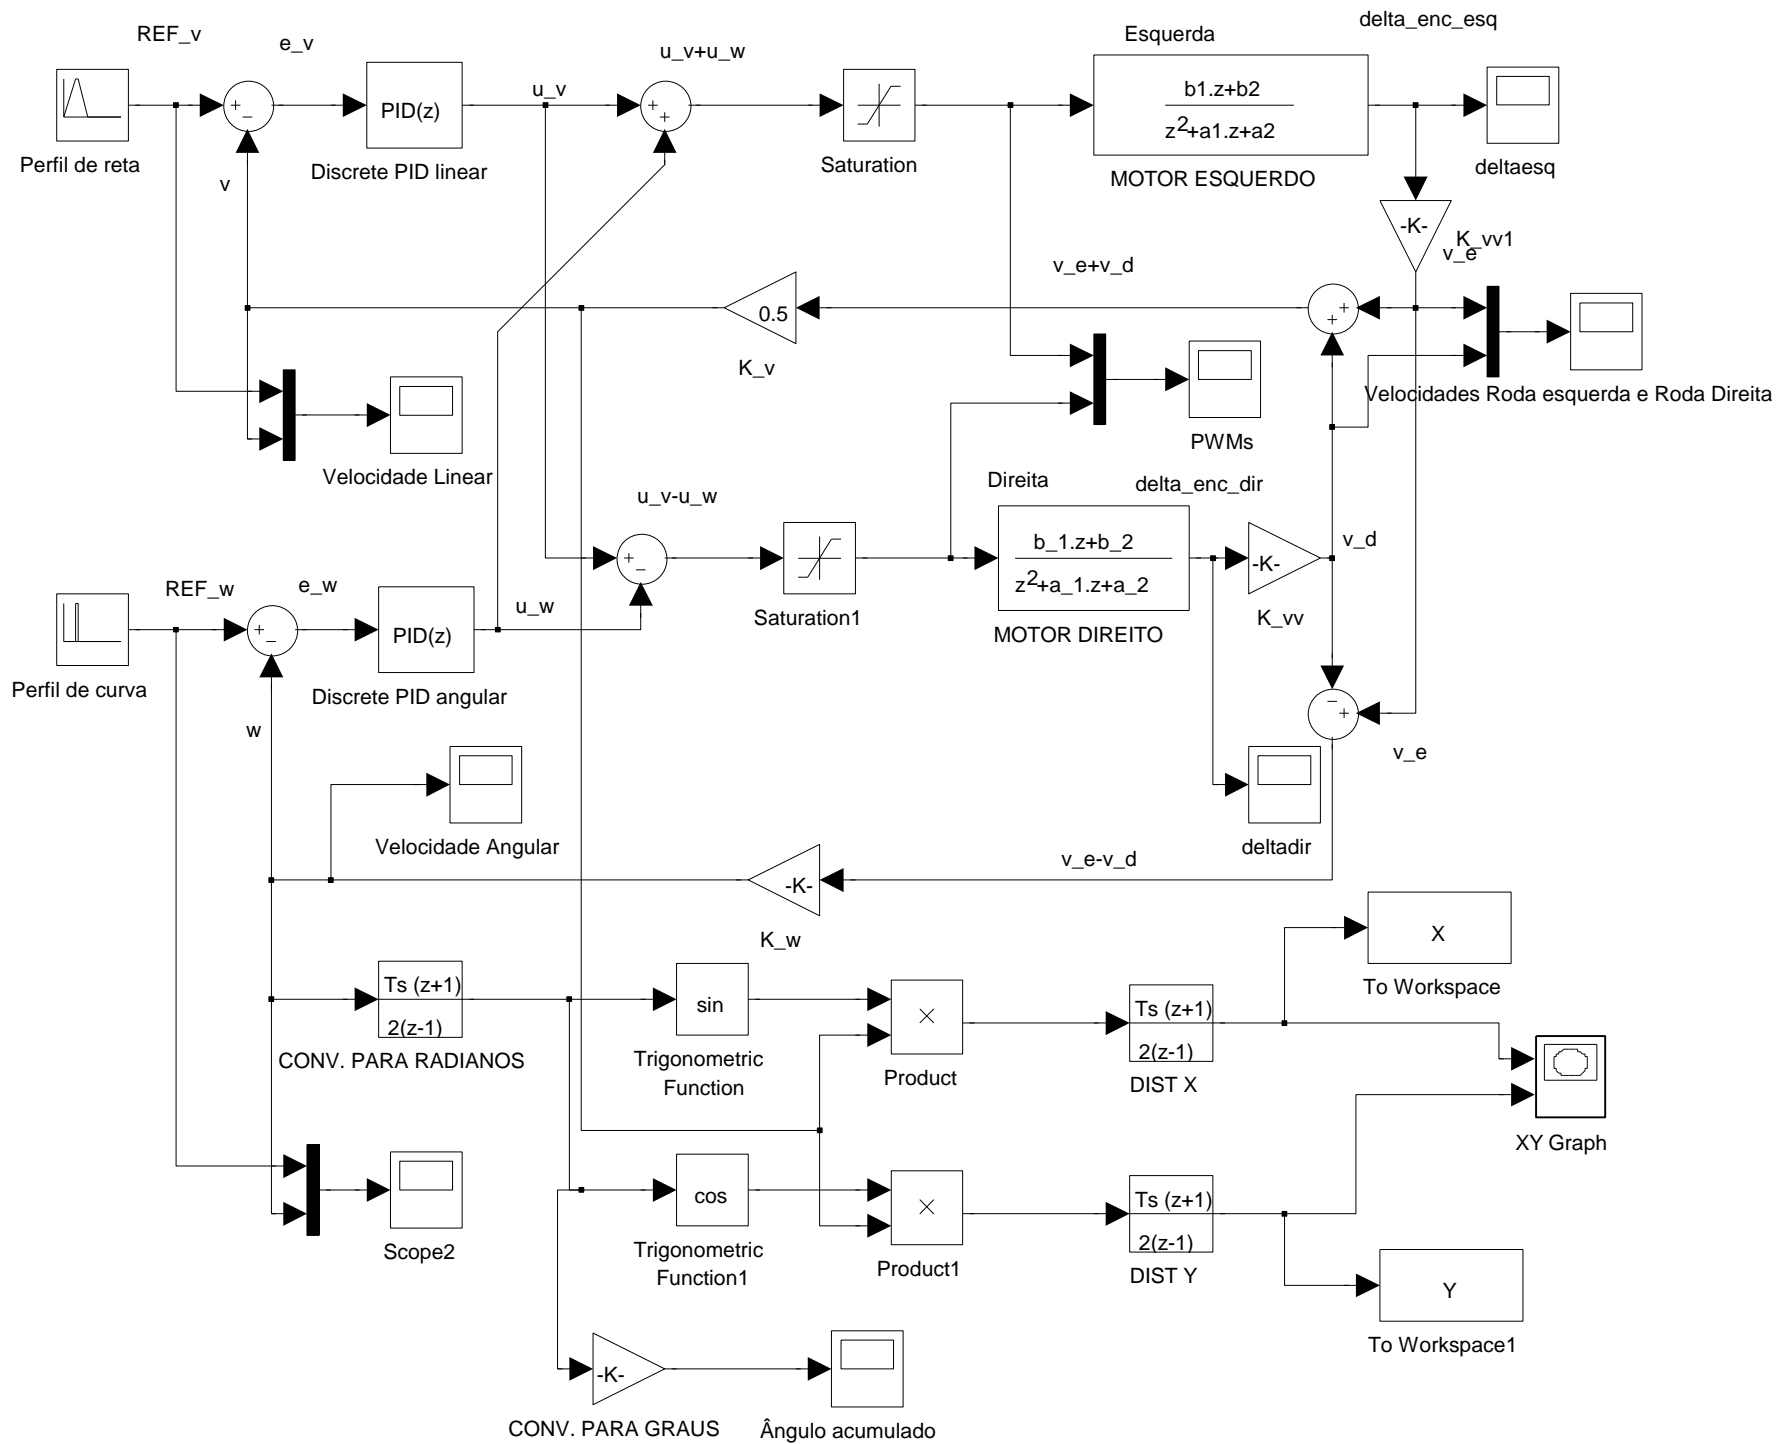 delta_enc_esq
REF_v
e_v
u_v+u_w
Esquerda
PID(z)
u_v
+
−
+
+
b1.z+b2
z2+a1.z+a2
Perfil de reta
Discrete PID linear
Saturation
MOTOR ESQUERDO
deltaesq
v
-K-
K_vv1
v_e
v_e+v_d
0.5
+
+
K_v
Velocidades Roda esquerda e Roda Direita
PWMs
Velocidade Linear
u_v-u_w
Direita
delta_enc_dir
+
−
b_1.z+b_2
z2+a_1.z+a_2
-K-
v_d
REF_w
e_w
u_w
Saturation1
K_vv
+
−
PID(z)
MOTOR DIREITO
Perfil de curva
Discrete PID angular
−
+
w
v_e
Velocidade Angular
deltadir
v_e-v_d
-K-
K_w
X
To Workspace
Ts (z+1)
2(z-1)
sin
×
Ts (z+1)
2(z-1)
CONV. PARA RADIANOS
Trigonometric
Function
Product
DIST X
XY Graph
cos
×
Ts (z+1)
2(z-1)
Scope2
Trigonometric
Function1
Product1
DIST Y
Y
To Workspace1
-K-
CONV. PARA GRAUS
Ângulo acumulado